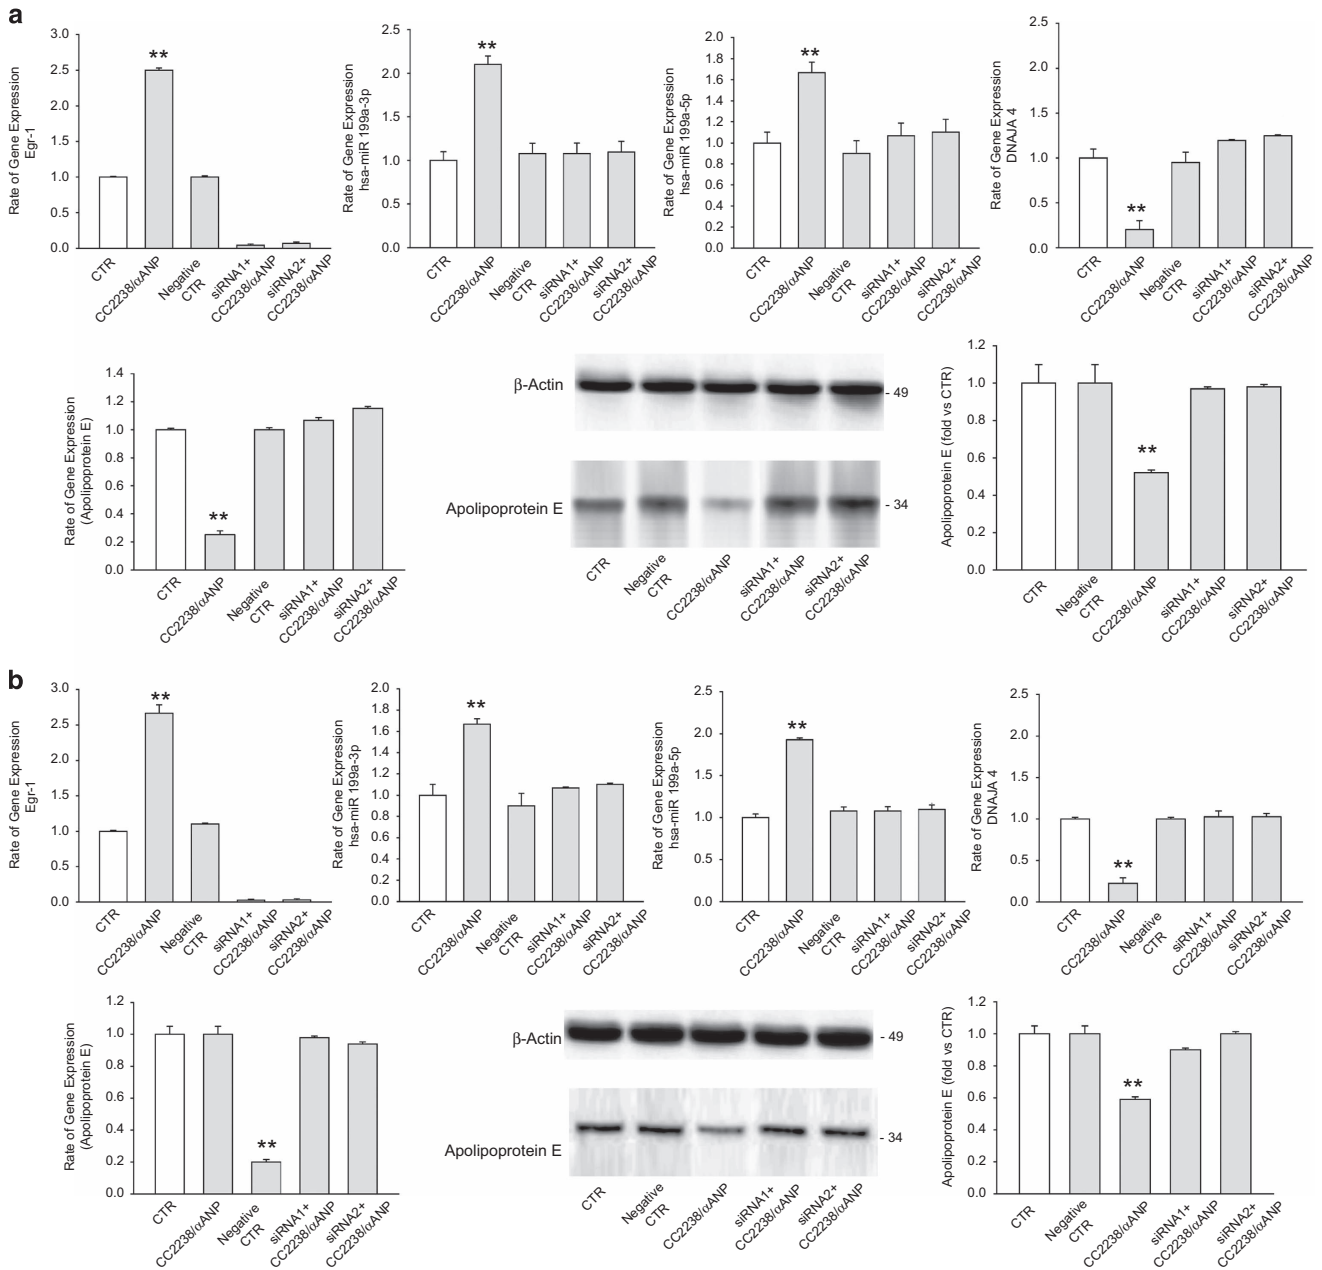 a
Rate of Gene Expression
Egr-1
3.0
2.5
2.0
1.5
1.0
0.5
0.0
**
CTR
CC2238/αANP
Negative
CTR
siRNA1+
CC2238/αANP
siRNA2+
CC2238/αANP
Rate of Gene Expression
hsa-miR 199a-3p
2.5
2.0
1.5
1.0
0.5
0.0
**
CTR
CC2238/αANP
Negative
CTR
siRNA1+
CC2238/αANP
siRNA2+
CC2238/αANP
Rate of Gene Expression
hsa-miR 199a-5p
2.0
1.8
1.6
1.4
1.2
1.0
0.8
0.6
0.4
0.2
0.0
**
CTR
CC2238/αANP
Negative
CTR
siRNA1+
CC2238/αANP
siRNA2+
CC2238/αANP
Rate of Gene Expression
DNAJA 4
2.5
2.0
1.5
1.0
0.5
0.0
**
CTR
CC2238/αANP
Negative
CTR
siRNA1+
CC2238/αANP
siRNA2+
CC2238/αANP
Rate of Gene Expression
(Apolipoprotein E)
1.4
1.2
1.0
0.8
0.6
0.4
0.2
0.0
**
CTR
CC2238/αANP
Negative
CTR
siRNA1+
CC2238/αANP
siRNA2+
CC2238/αANP
β-Actin
- 49
Apolipoprotein E
- 34
CTR
Negative
CTR
CC2238/αANP
siRNA1+
CC2238/αANP
siRNA2+
CC2238/αANP
Apolipoprotein E (fold vs CTR)
1.2
1.0
0.8
0.6
0.4
0.2
0.0
**
CTR
Negative
CTR
CC2238/αANP
siRNA1+
CC2238/αANP
siRNA2+
CC2238/αANP
b
Rate of Gene Expression
Egr-1
3.0
2.5
2.0
1.5
1.0
0.5
0.0
**
CTR
CC2238/αANP
Negative
CTR
siRNA1+
CC2238/αANP
siRNA2+
CC2238/αANP
Rate of Gene Expression
hsa-miR 199a-3p
2.0
1.8
1.6
1.4
1.2
1.0
0.8
0.6
0.4
0.2
0.0
**
CTR
CC2238/αANP
Negative
CTR
siRNA1+
CC2238/αANP
siRNA2+
CC2238/αANP
Rate of Gene Expression
hsa-miR 199a-5p
2.5
2.0
1.5
1.0
0.5
0.0
**
CTR
CC2238/αANP
Negative
CTR
siRNA1+
CC2238/αANP
siRNA2+
CC2238/αANP
Rate of Gene Expression
DNAJA 4
2.5
2.0
1.5
1.0
0.5
0.0
**
CTR
CC2238/αANP
Negative
CTR
siRNA1+
CC2238/αANP
siRNA2+
CC2238/αANP
Rate of Gene Expression
(Apolipoprotein E)
1.2
1.0
0.8
0.6
0.4
0.2
0.0
**
CTR
CC2238/αANP
Negative
CTR
siRNA1+
CC2238/αANP
siRNA2+
CC2238/αANP
β-Actin
- 49
Apolipoprotein E
- 34
CTR
Negative
CTR
CC2238/αANP
siRNA1+
CC2238/αANP
siRNA2+
CC2238/αANP
Apolipoprotein E (fold vs CTR)
1.2
1.0
0.8
0.6
0.4
0.2
0.0
**
CTR
Negative
CTR
CC2238/αANP
siRNA1+
CC2238/αANP
siRNA2+
CC2238/αANP